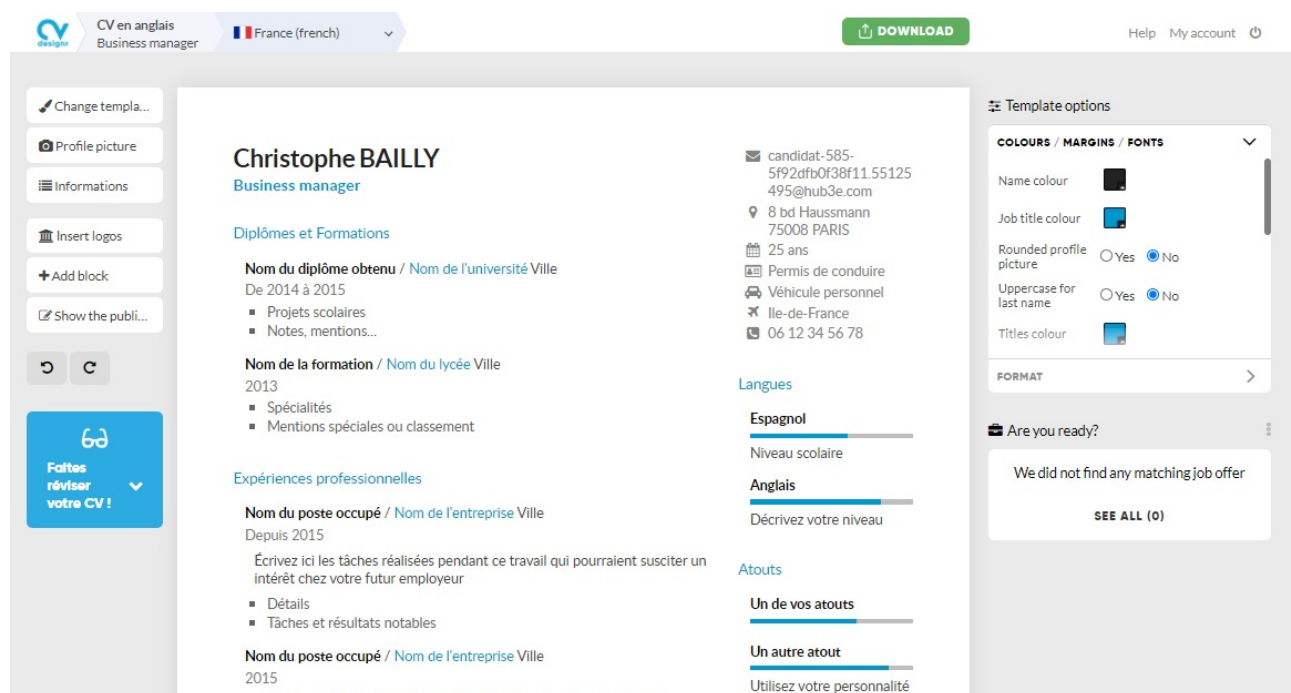 CV
designr
CV en anglais
Business manager
France (french)
DOWNLOAD
Help My account
Change templa...
Profile picture
Informations
Insert logos
Add block
Show the publi...
Faites
réviser
votre CV !
Christophe BAILLY
Business manager
Diplômes et Formations
Nom du diplôme obtenu / Nom de l'université Ville
De 2014 à 2015
Projets scolaires
Notes, mentions...
Nom de la formation / Nom du lycée Ville
2013
Spécialités
Mentions spéciales ou classement
Expériences professionnelles
Nom du poste occupé / Nom de l'entreprise Ville
Depuis 2015
Écrivez ici les tâches réalisées pendant ce travail qui pourraient susciter un
intérêt chez votre futur employeur
Détails
Tâches et résultats notables
Nom du poste occupé / Nom de l'entreprise Ville
2015
candidat-585-
5f92dfb0f38f11.55125
495@hub3e.com
8 bd Haussmann
75008 PARIS
25 ans
Permis de conduire
Véhicule personnel
Ile-de-France
06 12 34 56 78
Langues
Espagnol
Niveau scolaire
Anglais
Décrivez votre niveau
Atouts
Un de vos atouts
Un autre atout
Utilisez votre personnalité
Template options
COLOURS / MARGINS / FONTS
Name colour
Job title colour
Rounded profile
picture
Yes No
Uppercase for
last name
Yes No
Titles colour
FORMAT
Are you ready?
We did not find any matching job offer
SEE ALL (0)